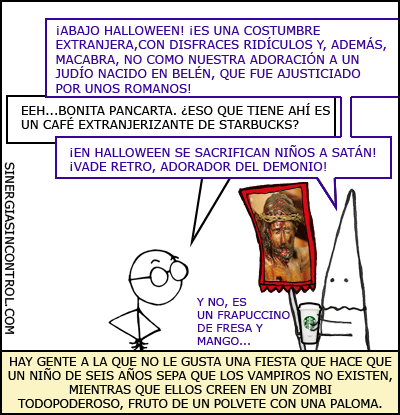 ¡ABAJO HALLOWEEN! ¡ES UNA COSTUMBRE
EXTRANJERA,CON DISFRACES RIDÍCULOS Y, ADEMÁS,
MACABRA, NO COMO NUESTRA ADORACIÓN A UN
JUDÍO NACIDO EN BELÉN, QUE FUE AJUSTICIADO
POR UNOS ROMANOS!
EEH...BONITA PANCARTA. ¿ESO QUE TIENE AHÍ ES
UN CAFÉ EXTRANJERIZANTE DE STARBUCKS?
¡EN HALLOWEEN SE SACRIFICAN NIÑOS A SATÁN!
¡VADE RETRO, ADORADOR DEL DEMONIO!
Y NO, ES
UN FRAPUCCINO
DE FRESA Y
MANGO...
SINERGIASINCONTROL.COM
HAY GENTE A LA QUE NO LE GUSTA UNA FIESTA QUE HACE QUE
UN NIÑO DE SEIS AÑOS SEPA QUE LOS VAMPIROS NO EXISTEN,
MIENTRAS QUE ELLOS CREEN EN UN ZOMBI
TODOPODEROSO, FRUTO DE UN POLVETE CON UNA PALOMA.